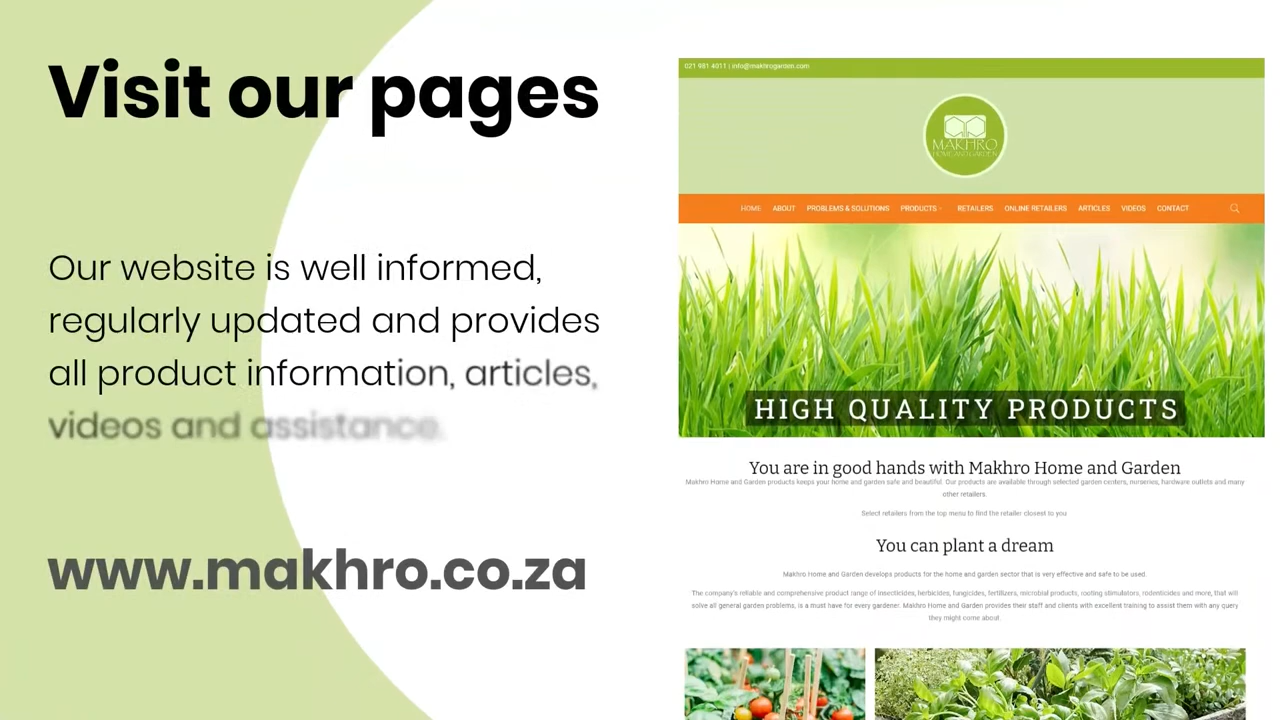 Visit our pages
Our website is well informed,
regularly updated and provides
all product information, articles,
videos and assistance.
www.makhro.co.za
021 981 4011 | info@makhrogarden.com
MAKHRO
HOME AND GARDEN
HOME ABOUT PROBLEMS & SOLUTIONS PRODUCTS RETAILERS ONLINE RETAILERS ARTICLES VIDEOS CONTACT
HIGH QUALITY PRODUCTS
You are in good hands with Makhro Home and Garden
Makhro Home and Garden products keeps your home and garden safe and beautiful. Our products are available through selected garden centers, nurseries, hardware outlets and many
other retailers.
Select retailers from the top menu to find the retailer closest to you
You can plant a dream
Makhro Home and Garden develops products for the home and garden sector that is very effective and safe to be used.
The company's reliable and comprehensive product range of insecticides, herbicides, fungicides, fertilizers, microbial products, rooting stimulators, rodenticides and more, that will
solve all general garden problems, is a must have for every gardener. Makhro Home and Garden provides their staff and clients with excellent training to assist them with any query
they might come about.